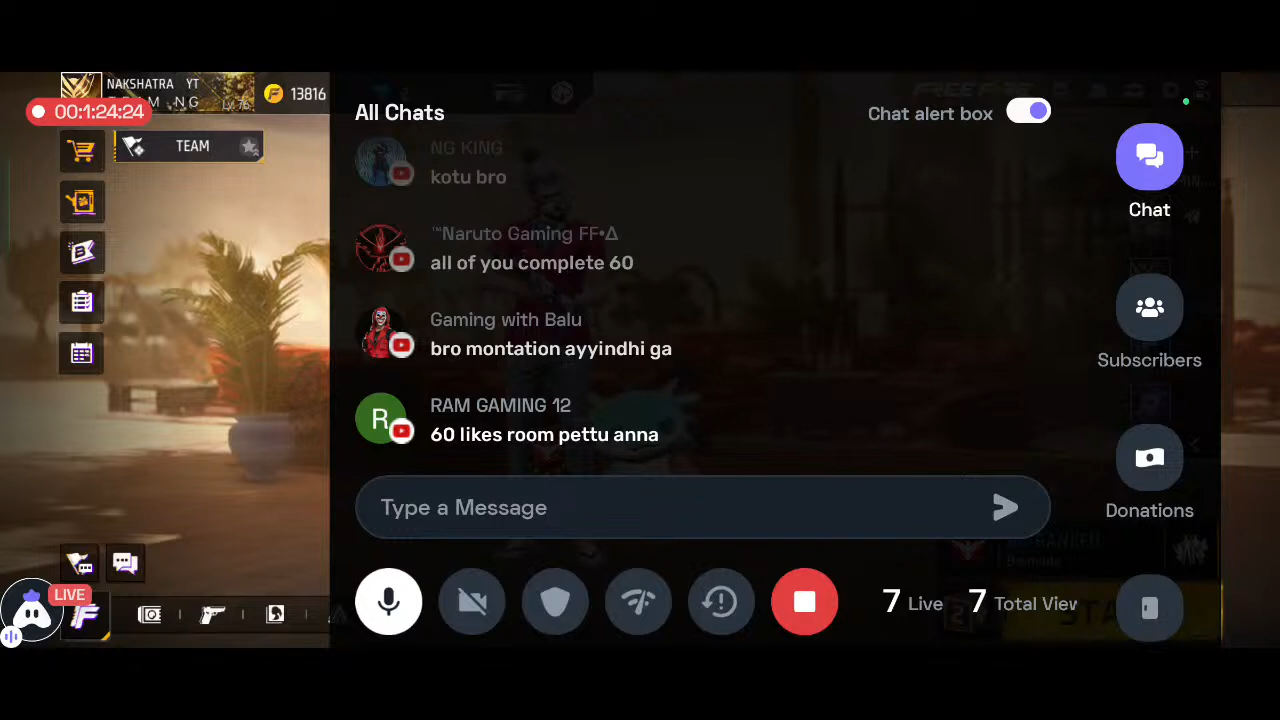 NAKSHATRA YT
13816
00:1:24:24
TEAM
All Chats
Chat alert box
NG KING
kotu bro
™Naruto Gaming FF•Δ
all of you complete 60
Gaming with Balu
bro montation ayyindhi ga
R
RAM GAMING 12
60 likes room pettu anna
Type a Message
Chat
Subscribers
Donations
LIVE
7 Live
7 Total View